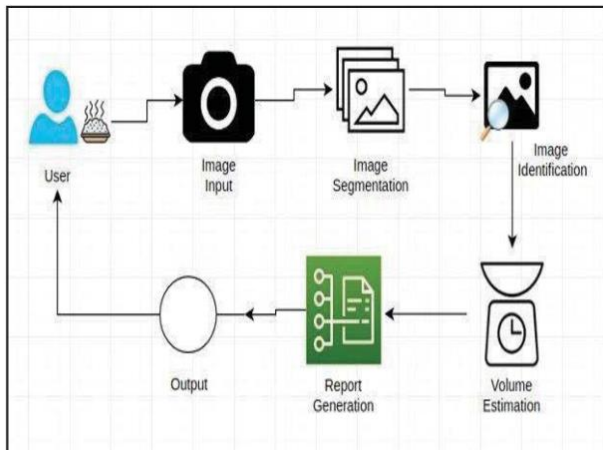 User
Image
Input
Image
Segmentation
Image
Identification
Output
Report
Generation
Volume
Estimation